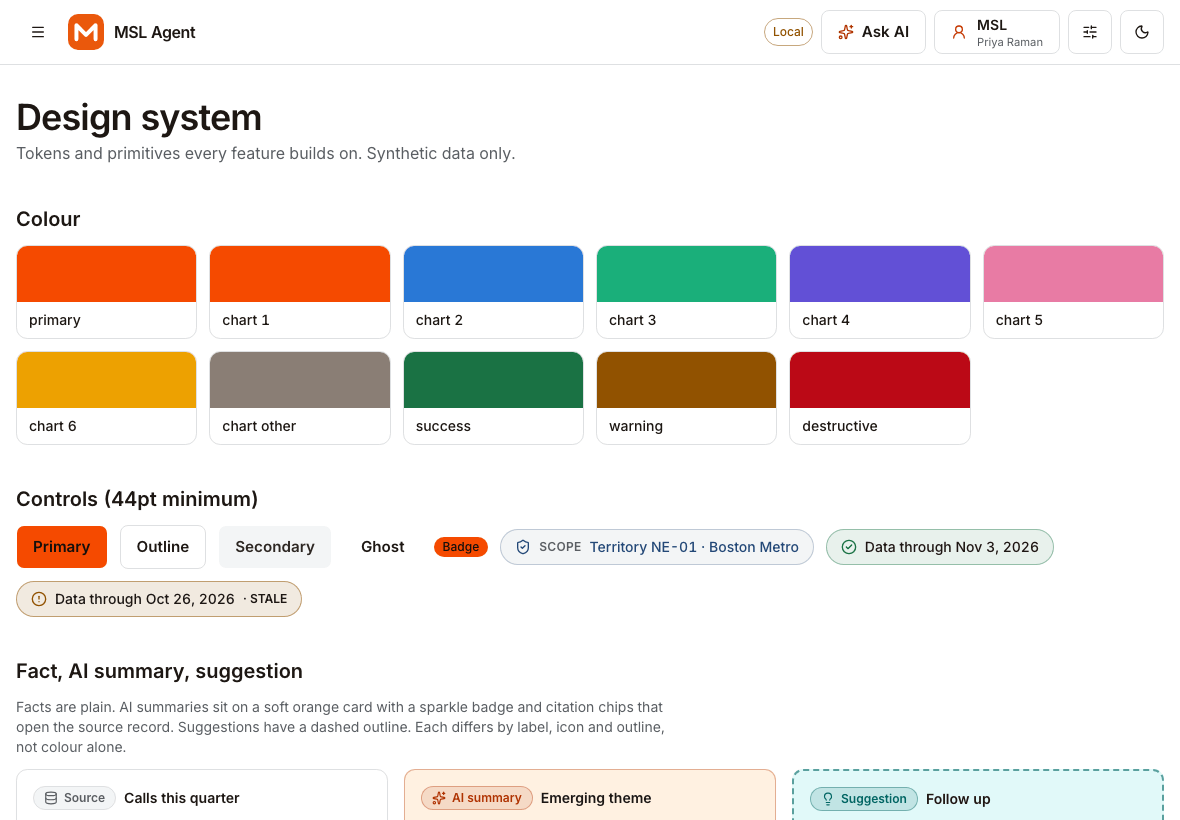 MSL Agent
Local
Ask AI
MSL
Priya Raman
Design system
Tokens and primitives every feature builds on. Synthetic data only.
Colour
primary
chart 1
chart 2
chart 3
chart 4
chart 5
chart 6
chart other
success
warning
destructive
Controls (44pt minimum)
Primary
Outline
Secondary
Ghost
Badge
SCOPE Territory NE-01 · Boston Metro
Data through Nov 3, 2026
Data through Oct 26, 2026 · STALE
Fact, AI summary, suggestion
Facts are plain. AI summaries sit on a soft orange card with a sparkle badge and citation chips that
open the source record. Suggestions have a dashed outline. Each differs by label, icon and outline,
not colour alone.
Source Calls this quarter
AI summary Emerging theme
Suggestion Follow up